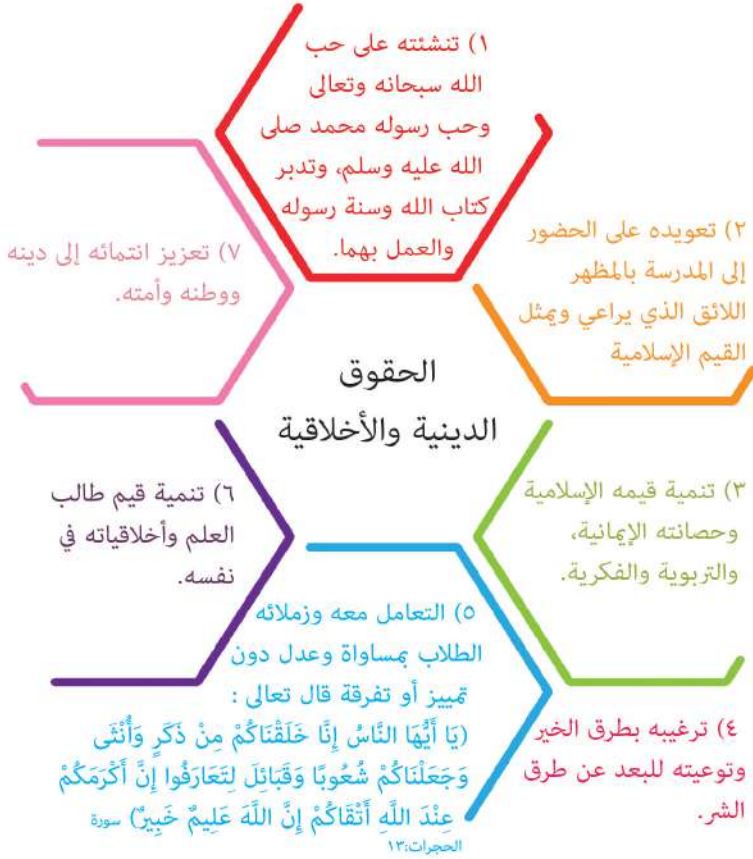 الحقوق
الدينية والأخلاقية
١) تنشئته على حب
الله سبحانه وتعالى
وحب رسوله محمد صلى
الله عليه وسلم، وتدبر
كتاب الله وسنة رسوله
والعمل بهما.
٢) تعويده على الحضور
إلى المدرسة بالمظهر
اللائق الذي يراعي ويمثل
القيم الإسلامية
٣) تنمية قيمه الإسلامية
وحصانته الإيمانية،
والتربوية والفكرية.
٤) ترغيبه بطرق الخير
وتوعيته للبعد عن طرق
الشر.
٥) التعامل معه وزملائه
الطلاب بمساواة وعدل دون
تمييز أو تفرقة قال تعالى :
(يَا أَيُّهَا النَّاسُ إِنَّا خَلَقْنَاكُمْ مِنْ ذَكَرٍ وَأُنْثَى
وَجَعَلْنَاكُمْ شُعُوبًا وَقَبَائِلَ لِتَعَارَفُوا إِنَّ أَكْرَمَكُمْ
عِنْدَ اللَّهِ أَتْقَاكُمْ إِنَّ اللَّهَ عَلِيمٌ خَبِيرٌ) سورة
الحجرات:١٣
٦) تنمية قيم طالب
العلم وأخلاقياته في
نفسه.
٧) تعزيز انتمائه إلى دينه
ووطنه وأمته.